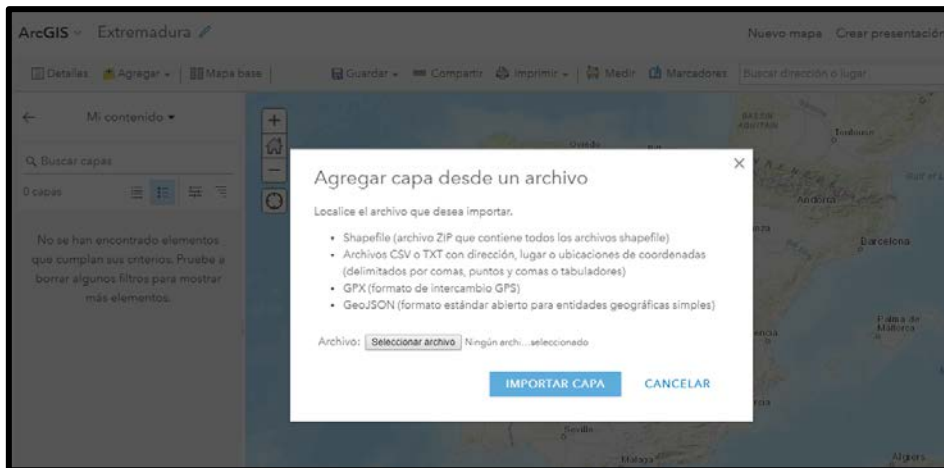 ArcGIS Extremadura
Nuevo mapa Crear presentación
Detalles Agregar Mapa base Guardar Compartir Imprimir Medir Marcadores Buscar dirección o lugar
Mi contenido
Buscar capas
0 capas
No se han encontrado elementos
que cumplan sus criterios. Pruebe a
borrar algunos filtros para mostrar
más elementos.
Agregar capa desde un archivo
Localice el archivo que desea importar.
• Shapefile (archivo ZIP que contiene todos los archivos shapefile)
• Archivos CSV o TXT con dirección, lugar o ubicaciones de coordenadas
(delimitados por comas, puntos y comas o tabuladores)
• GPX (formato de intercambio GPS)
• GeoJSON (formato estándar abierto para entidades geográficas simples)
Archivo: Seleccionar archivo Ningún archi...seleccionado
IMPORTAR CAPA CANCELAR
Oviedo
Toulouse
Andorra
Barcelona
Palma de
Mallorca
Sevilla
Málaga
Algiers